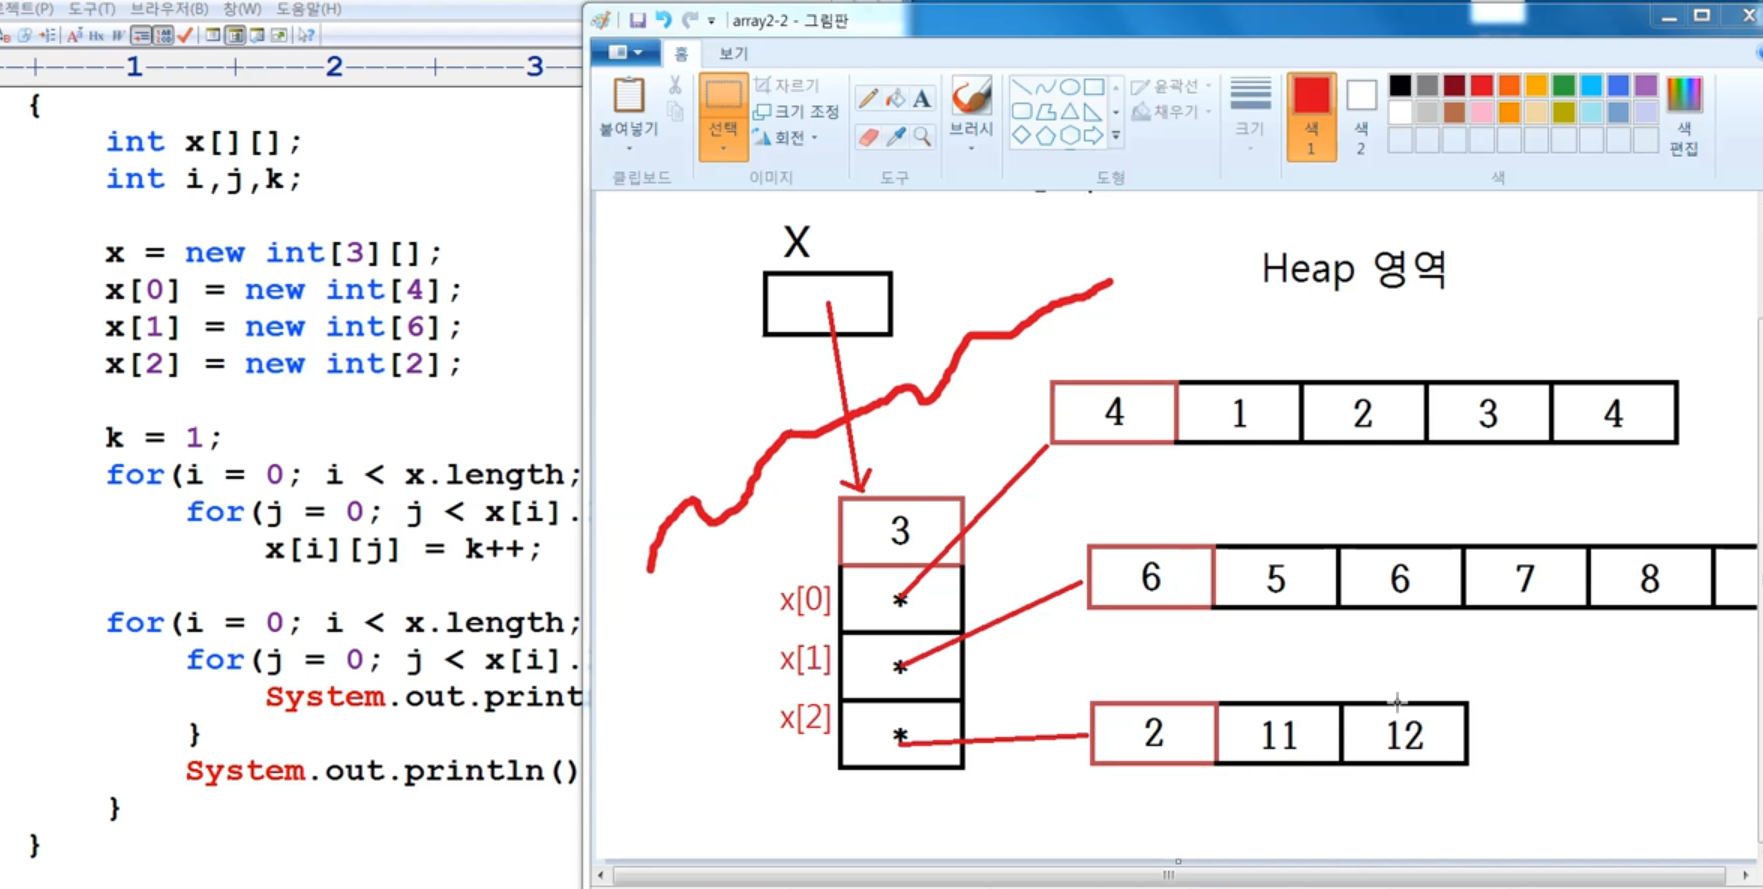 도구(T) 브라우저(B) 창(W) 도움말(H)
1 2 3
{
int x[][];
int i,j,k;
x = new int[3][];
x[0] = new int[4];
x[1] = new int[6];
x[2] = new int[2];
k = 1;
for(i = 0; i < x.length;
for(j = 0; j < x[i].
x[i][j] = k++;
for(i = 0; i < x.length;
for(j = 0; j < x[i].
System.out.print
}
System.out.println()
}
}
array2-2 - 그림판
홈 보기
붙여넣기
클립보드
선택
자르기
크기 조정
회전
이미지
A
도구
브러시
윤곽선
채우기
도형
크기
색 1
색 2
색 편집
색
X
Heap 영역
4 1 2 3 4
3
x[0] *
x[1] *
x[2] *
6 5 6 7 8
2 11 12